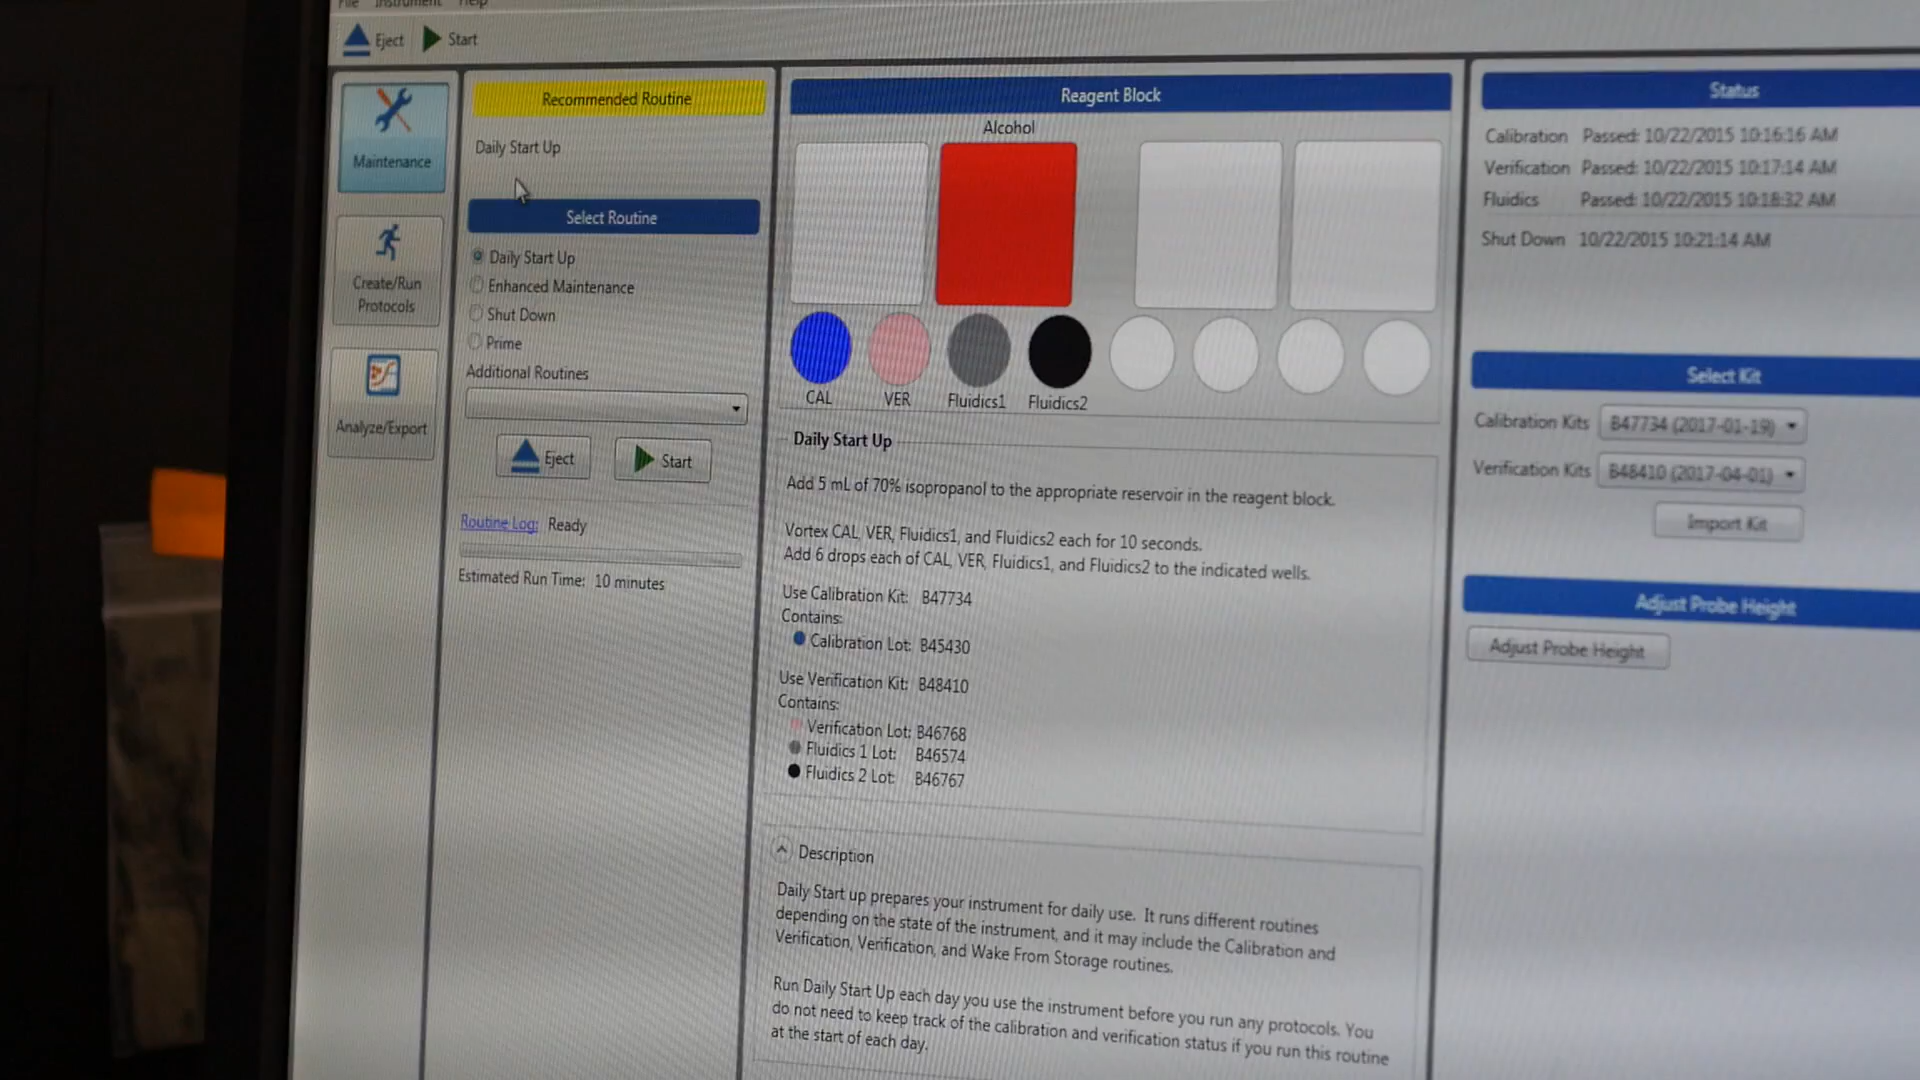 File Instrument Help
Eject Start
Maintenance
Create/Run
Protocols
Analyze/Export
Recommended Routine
Daily Start Up
Select Routine
Daily Start Up
Enhanced Maintenance
Shut Down
Prime
Additional Routines
Eject Start
Routine Log: Ready
Estimated Run Time: 10 minutes
Reagent Block
Alcohol
CAL VER Fluidics1 Fluidics2
Daily Start Up
Add 5 mL of 70% isopropanol to the appropriate reservoir in the reagent block.
Vortex CAL, VER, Fluidics1, and Fluidics2 each for 10 seconds.
Add 6 drops each of CAL, VER, Fluidics1, and Fluidics2 to the indicated wells.
Use Calibration Kit: B47734
Contains:
Calibration Lot: B45430
Use Verification Kit: B48410
Contains:
Verification Lot: B46768
Fluidics 1 Lot: B46574
Fluidics 2 Lot: B46767
Description
Daily Start up prepares your instrument for daily use. It runs different routines
depending on the state of the instrument, and it may include the Calibration and
Verification, Verification, and Wake From Storage routines.
Run Daily Start Up each day you use the instrument before you run any protocols. You
do not need to keep track of the calibration and verification status if you run this routine
at the start of each day.
Status
Calibration Passed: 10/22/2015 10:16:16 AM
Verification Passed: 10/22/2015 10:17:14 AM
Fluidics Passed: 10/22/2015 10:18:32 AM
Shut Down 10/22/2015 10:21:14 AM
Select Kit
Calibration Kits B47734 (2017-01-19)
Verification Kits B48410 (2017-04-01)
Import Kit
Adjust Probe Height
Adjust Probe Height